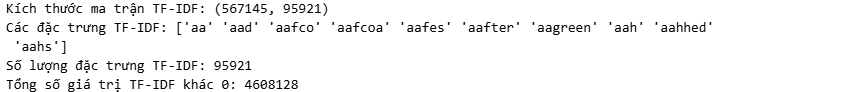 Kích thước ma trận TF-IDF: (567145, 95921)
Các đặc trưng TF-IDF: ['aa' 'aad' 'aafco' 'aafcoa' 'aafes' 'aafter' 'aagreen' 'aah' 'aahhed'
 'aahs']
Số lượng đặc trưng TF-IDF: 95921
Tổng số giá trị TF-IDF khác 0: 4608128